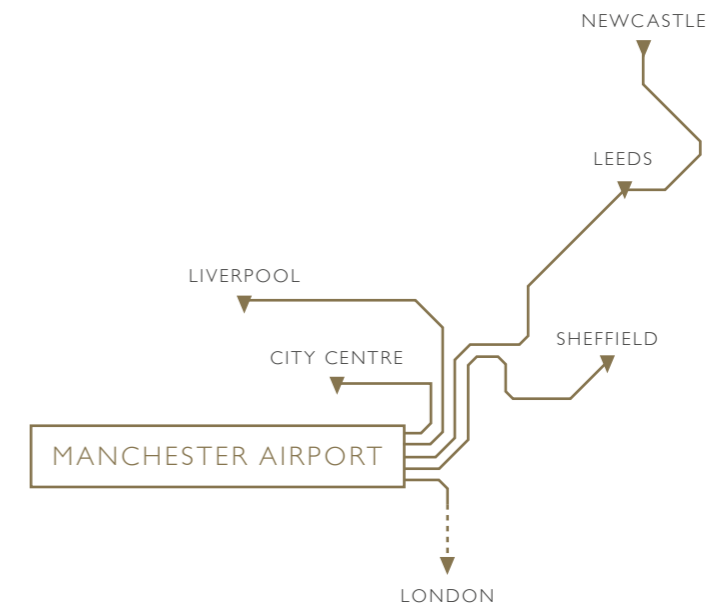 NEWCASTLE
LEEDS
LIVERPOOL
SHEFFIELD
CITY CENTRE
MANCHESTER AIRPORT
LONDON